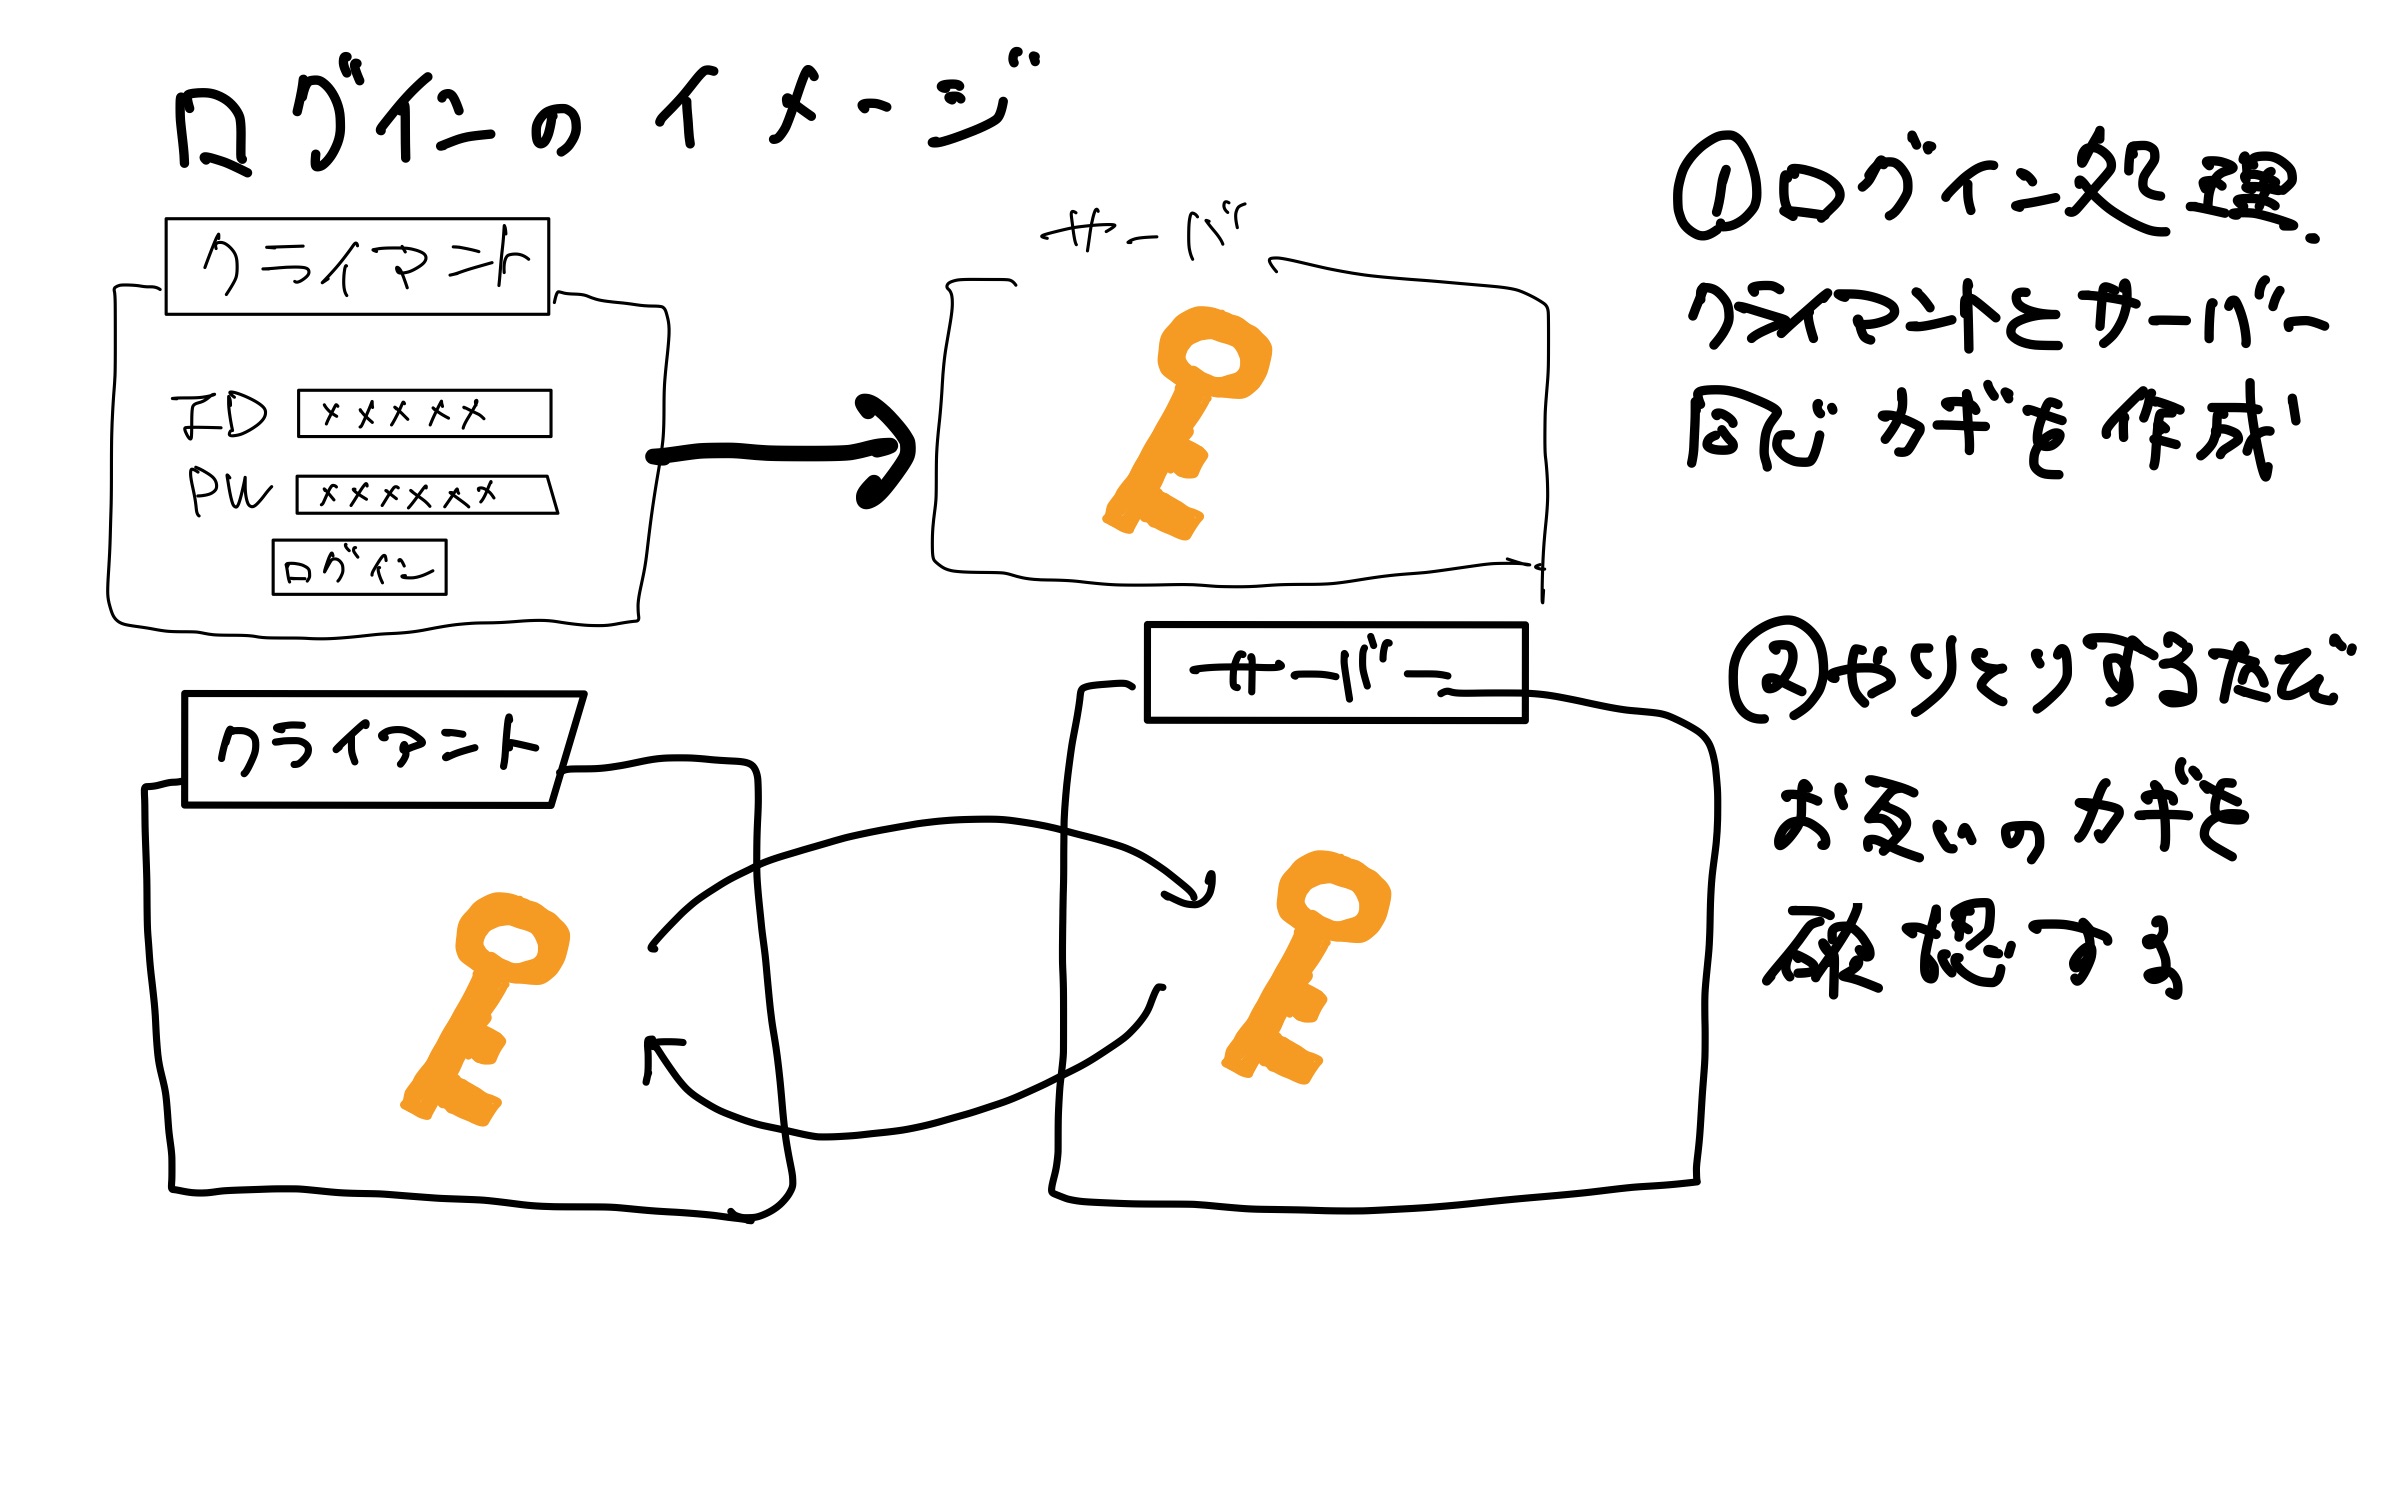 ログインのイメージ
クライアント
ID xxxxx
PW xxxxxx
ログイン
サーバ
①ログイン処理.
クライアントとサーバー
同じカギを作成
クライアント
サーバー
②やりとりする旅で
お互いのカギを
確認する